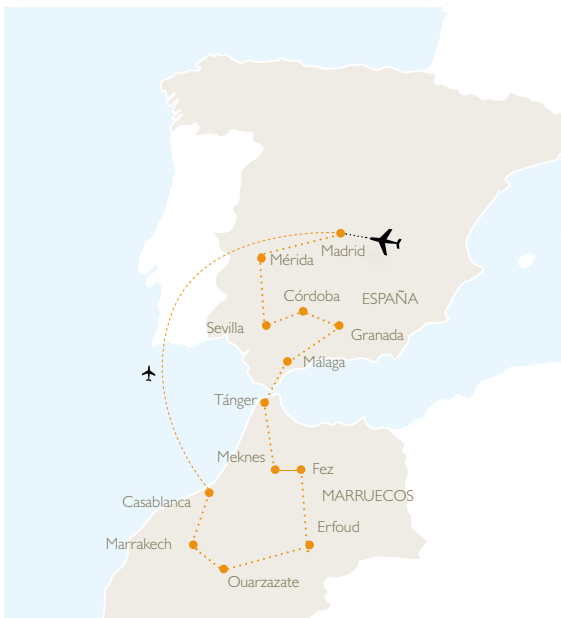 Madrid
Mérida
Córdoba
ESPAÑA
Sevilla
Granada
Málaga
Tánger
Meknes
Fez
MARRUECOS
Casablanca
Erfoud
Marrakech
Ouarzazate